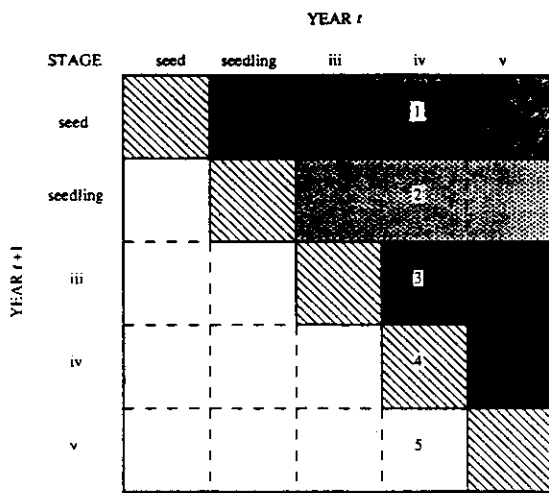 YEAR t
STAGE seed seedling iii iv v
seed 1
seedling 2
YEAR t+1
iii 3
iv 4
v 5